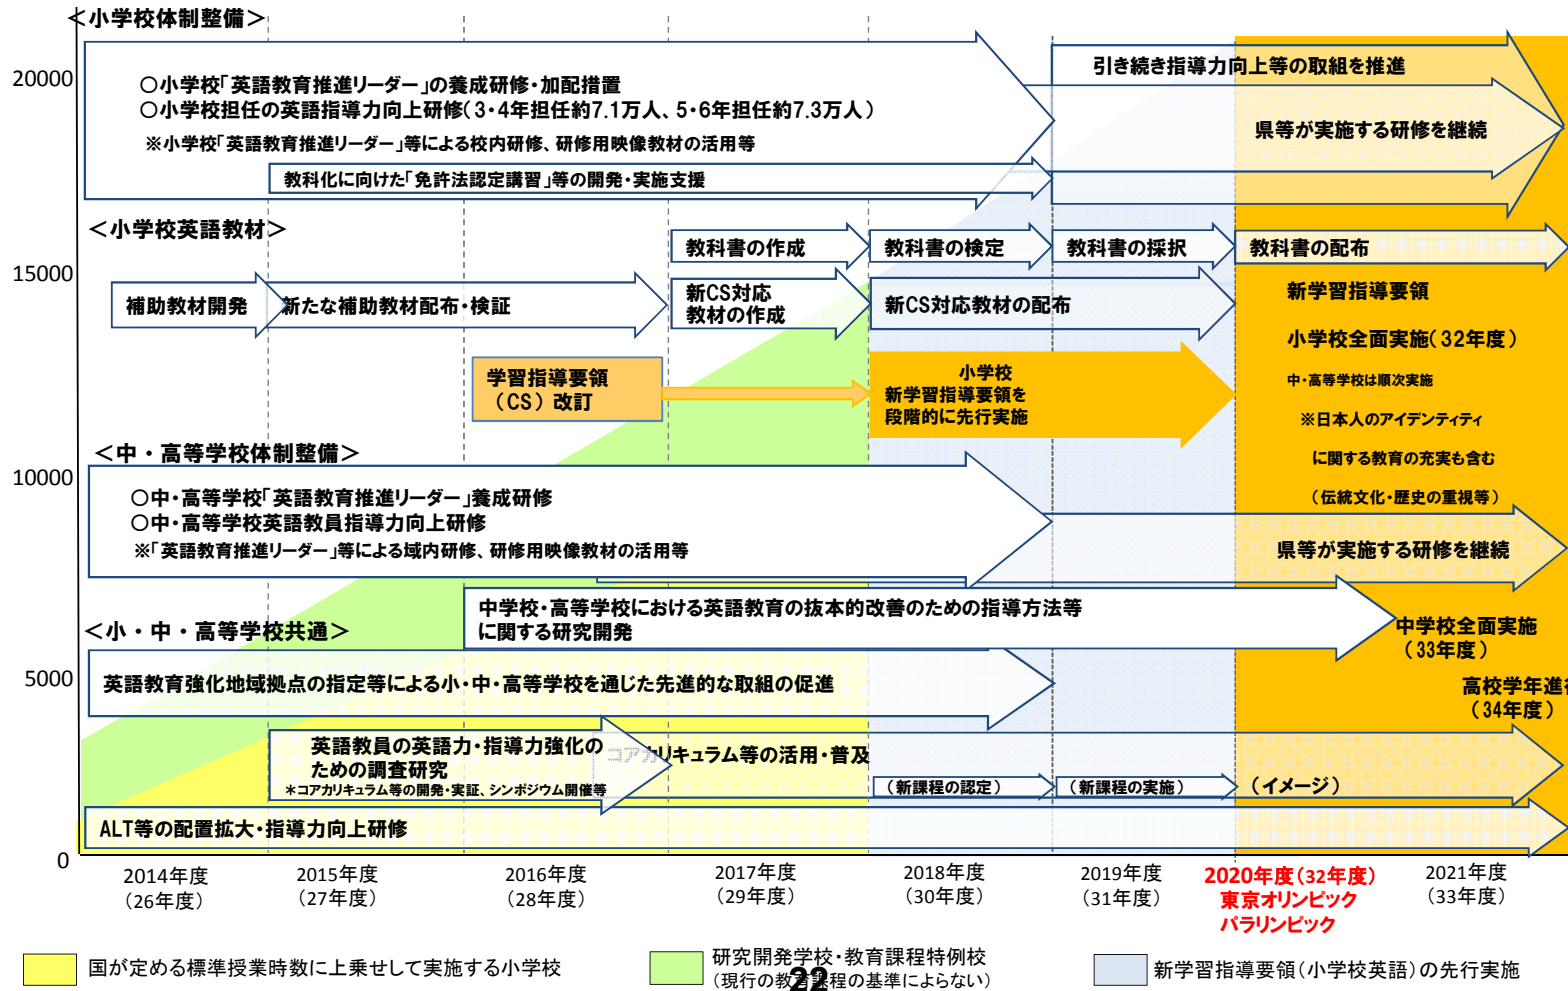 ＜小学校体制整備＞
20000
○小学校「英語教育推進リーダー」の養成研修・加配措置
○小学校担任の英語指導力向上研修（3・4年担任約7.1万人、5・6年担任約7.3万人）
※小学校「英語教育推進リーダー」等による校内研修、研修用映像教材の活用等
教科化に向けた「免許法認定講習」等の開発・実施支援
引き続き指導力向上等の取組を推進
県等が実施する研修を継続
＜小学校英語教材＞
教科書の作成
教科書の検定
教科書の採択
教科書の配布
15000
補助教材開発
新たな補助教材配布・検証
新CS対応
教材の作成
新CS対応教材の配布
学習指導要領
（CS）改訂
小学校
新学習指導要領を
段階的に先行実施
新学習指導要領
小学校全面実施（32年度）
中・高等学校は順次実施
※日本人のアイデンティティ
に関する教育の充実も含む
（伝統文化・歴史の重視等）
＜中・高等学校体制整備＞
10000
○中・高等学校「英語教育推進リーダー」養成研修
○中・高等学校英語教員指導力向上研修
※「英語教育推進リーダー」等による域内研修、研修用映像教材の活用等
県等が実施する研修を継続
中学校・高等学校における英語教育の抜本的改善のための指導方法等
に関する研究開発
中学校全面実施
（33年度）
高校学年進行
（34年度）
＜小・中・高等学校共通＞
5000
英語教育強化地域拠点の指定等による小・中・高等学校を通じた先進的な取組の促進
英語教員の英語力・指導力強化の
ための調査研究
＊コアカリキュラム等の開発・実証、シンポジウム開催等
コアカリキュラム等の活用・普及
（新課程の認定）
（新課程の実施）
（イメージ）
ALT等の配置拡大・指導力向上研修
0
2014年度
（26年度）
2015年度
（27年度）
2016年度
（28年度）
2017年度
（29年度）
2018年度
（30年度）
2019年度
（31年度）
2020年度（32年度）
東京オリンピック
パラリンピック
2021年度
（33年度）
国が定める標準授業時数に上乗せして実施する小学校
研究開発学校・教育課程特例校
（現行の教育課程の基準によらない）
新学習指導要領（小学校英語）の先行実施
22